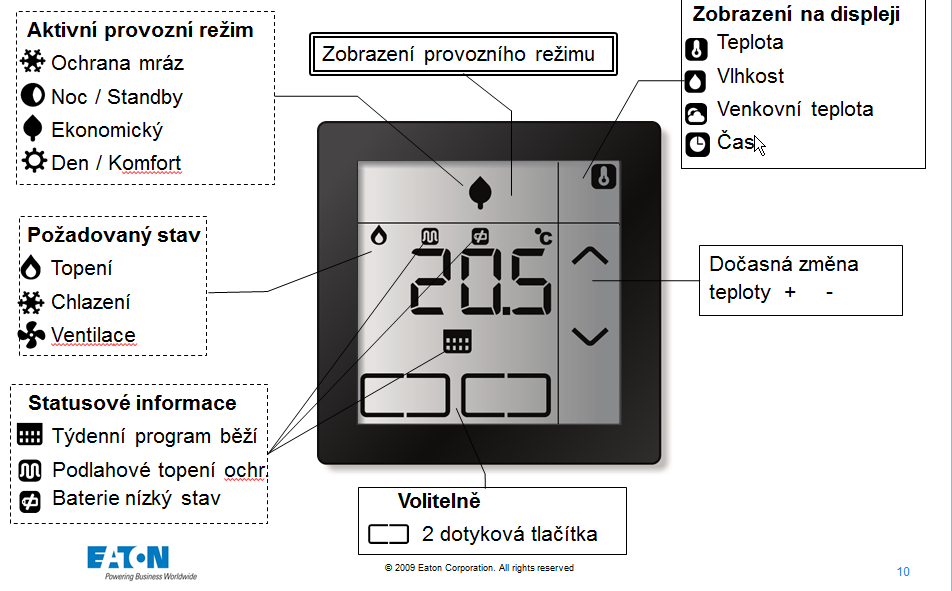 Aktivní provozní režim
Ochrana mráz
Noc / Standby
Ekonomický
Den / Komfort
Zobrazení provozního režimu
Zobrazení na displeji
Teplota
Vlhkost
Venkovní teplota
Čas
Požadovaný stav
Topení
Chlazení
Ventilace
°C
20.5
Dočasná změna
teploty + -
Statusové informace
Týdenní program běží
Podlahové topení ochr.
Baterie nízký stav
Volitelně
2 dotyková tlačítka
EATON
Powering Business Worldwide
© 2009 Eaton Corporation. All rights reserved
10